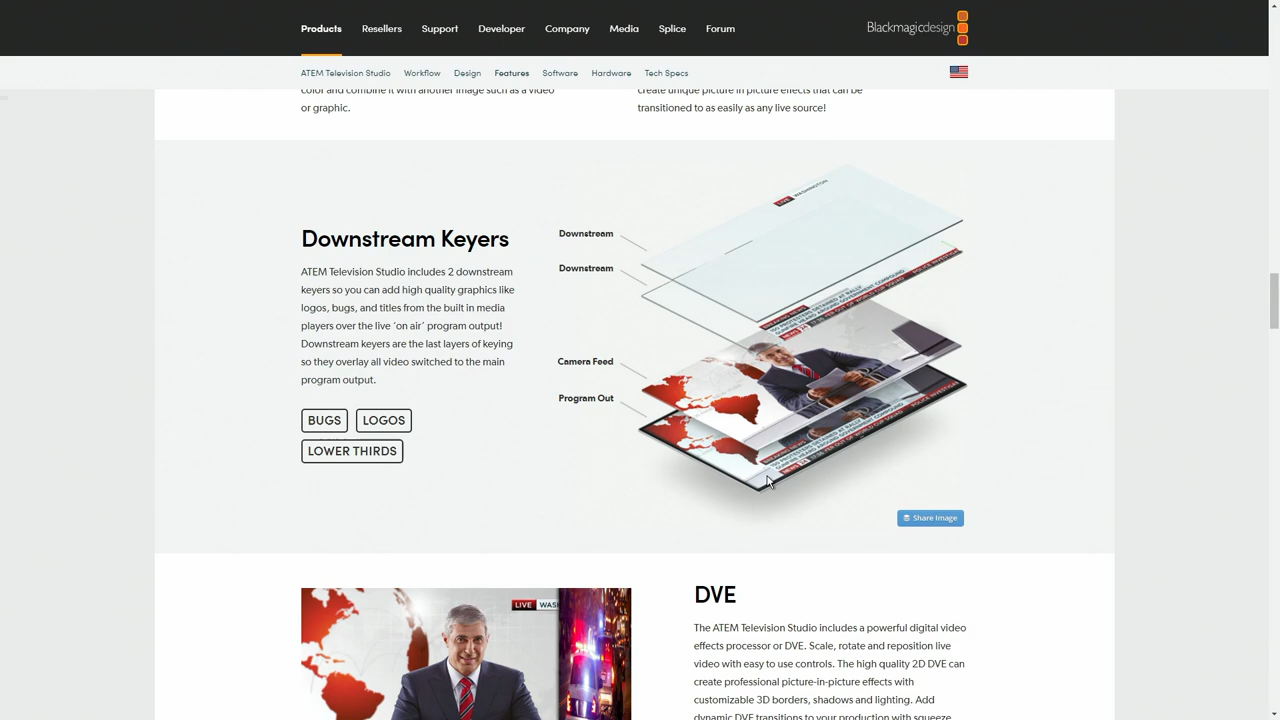 Products Resellers Support Developer Company Media Splice Forum
Blackmagicdesign
ATEM Television Studio Workflow Design Features Software Hardware Tech Specs
color and combine it with another image such as a video
or graphic.
create unique picture in picture effects that can be
transitioned to as easily as any live source!
Downstream Keyers
ATEM Television Studio includes 2 downstream
keyers so you can add high quality graphics like
logos, bugs, and titles from the built in media
players over the live ‘on air’ program output!
Downstream keyers are the last layers of keying
so they overlay all video switched to the main
program output.
BUGS LOGOS
LOWER THIRDS
Downstream
Downstream
Camera Feed
Program Out
LIVE WASHINGTON
BREAKING NEWS
Share Image
LIVE WASH
DVE
The ATEM Television Studio includes a powerful digital video
effects processor or DVE. Scale, rotate and reposition live
video with easy to use controls. The high quality 2D DVE can
create professional picture-in-picture effects with
customizable 3D borders, shadows and lighting. Add
dynamic DVE transitions to your production with squeeze